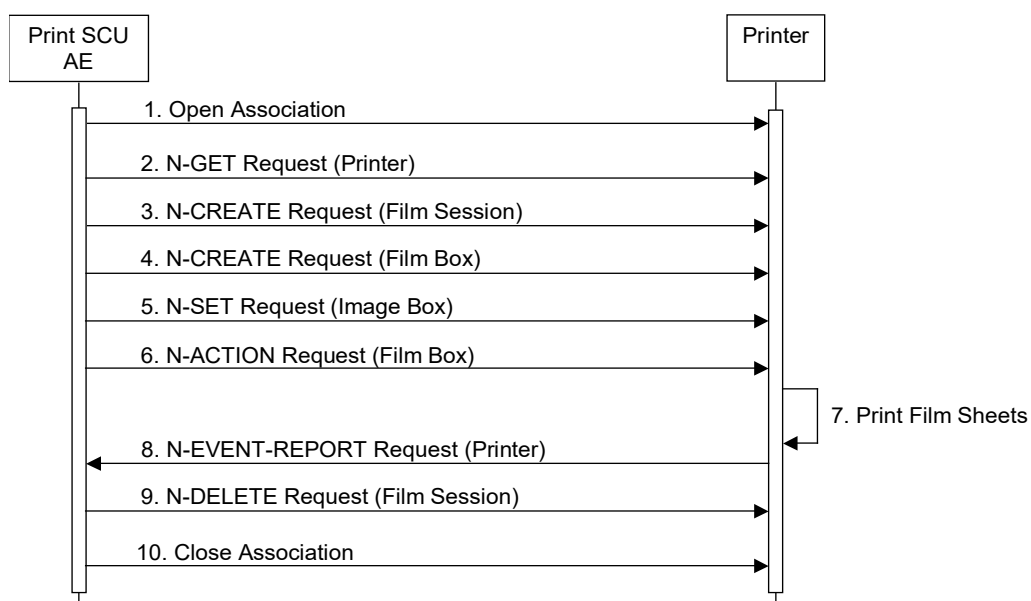 Print SCU
AE
Printer
1. Open Association
2. N-GET Request (Printer)
3. N-CREATE Request (Film Session)
4. N-CREATE Request (Film Box)
5. N-SET Request (Image Box)
6. N-ACTION Request (Film Box)
7. Print Film Sheets
8. N-EVENT-REPORT Request (Printer)
9. N-DELETE Request (Film Session)
10. Close Association